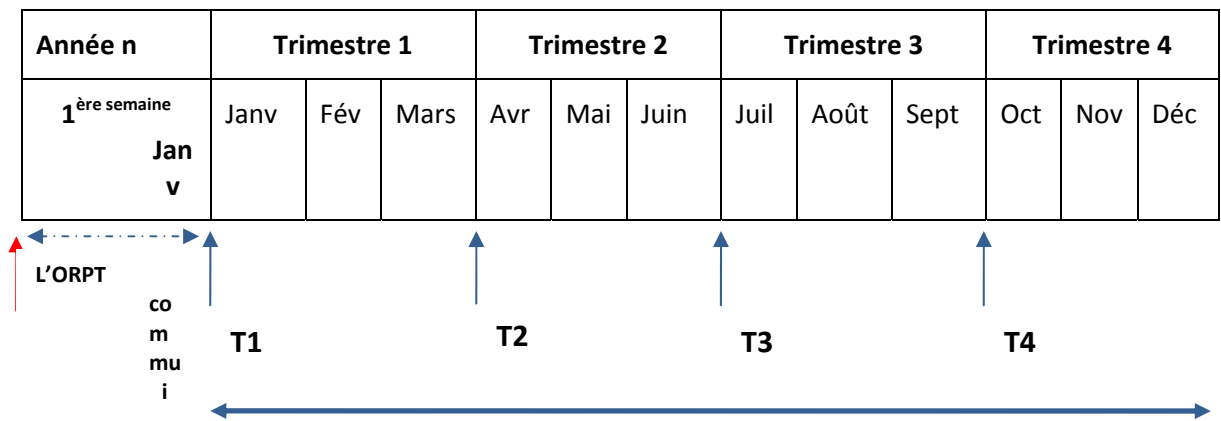 Année n Trimestre 1 Trimestre 2 Trimestre 3 Trimestre 4
1ère semaine Janv Fév Mars Avr Mai Juin Juil Août Sept Oct Nov Déc
Jan
v
L’ORPT
co
m
mu
i
T1 T2 T3 T4